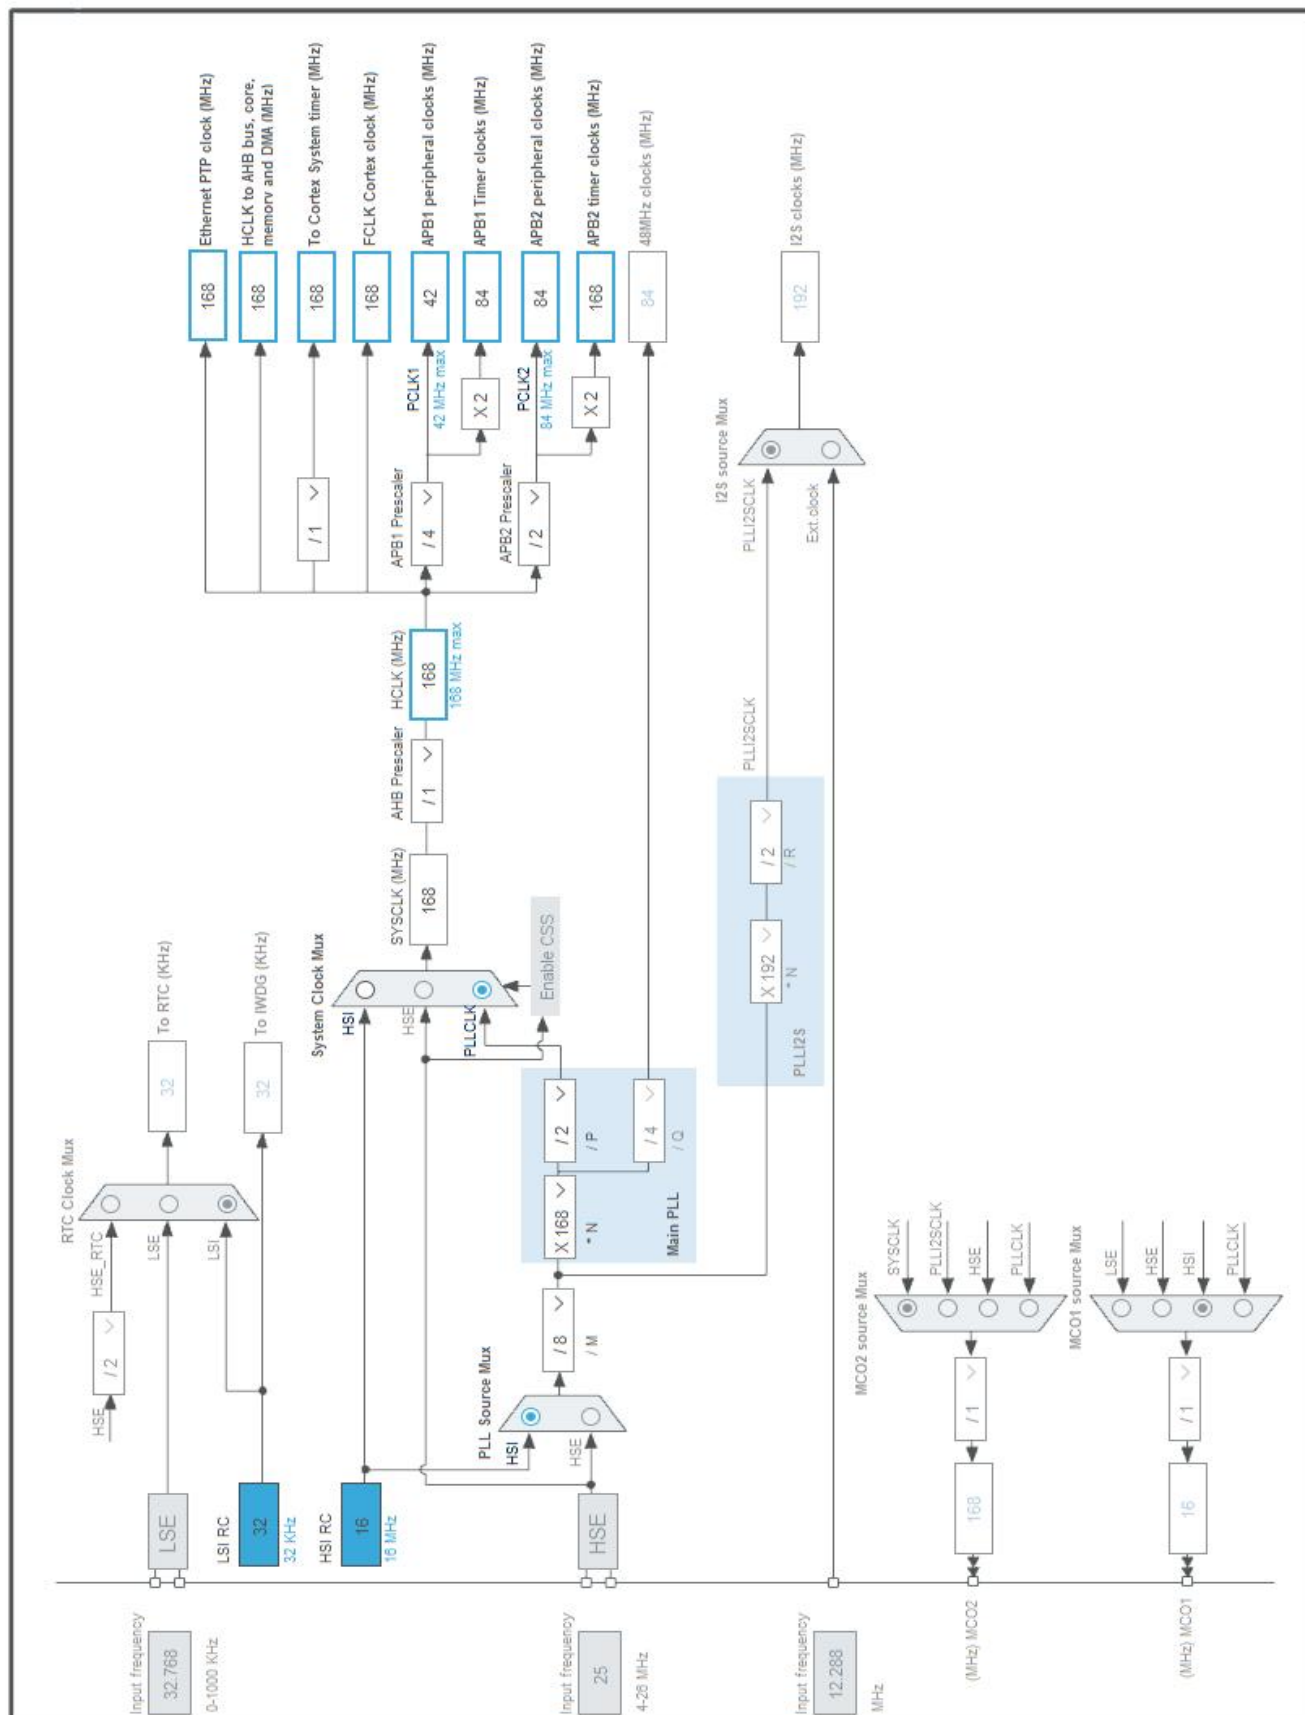 Input frequency
32.768
0-1000 KHz
LSE
HSE
/ 2
HSE_RTC
LSE
LSI
RTC Clock Mux
32
To RTC (KHz)
LSI RC
32
32 KHz
32
To IWDG (KHz)
HSI RC
16
16 MHz
System Clock Mux
HSI
HSE
PLLCLK
Enable CSS
SYSCLK (MHz)
168
AHB Prescaler
/ 1
HCLK (MHz)
168
168 MHz max
168
Ethernet PTP clock (MHz)
168
HCLK to AHB bus, core,
memory and DMA (MHz)
/ 1
168
To Cortex System timer (MHz)
168
FCLK Cortex clock (MHz)
APB1 Prescaler
/ 4
PCLK1
42 MHz max
42
APB1 peripheral clocks (MHz)
X 2
84
APB1 Timer clocks (MHz)
APB2 Prescaler
/ 2
PCLK2
84 MHz max
84
APB2 peripheral clocks (MHz)
X 2
168
APB2 timer clocks (MHz)
84
48MHz clocks (MHz)
Input frequency
25
4-26 MHz
HSE
PLL Source Mux
HSI
HSE
/ 8
/ M
X 168
* N
/ 2
/ P
/ 4
/ Q
Main PLL
X 192
* N
/ 2
/ R
PLLI2S
PLLI2SCLK
I2S source Mux
PLLI2SCLK
Ext.clock
192
I2S clocks (MHz)
Input frequency
12.288
MHz
MCO2 source Mux
(MHz) MCO2
168
/ 1
SYSCLK
PLLI2SCLK
HSE
PLLCLK
MCO1 source Mux
(MHz) MCO1
16
/ 1
LSE
HSE
HSI
PLLCLK